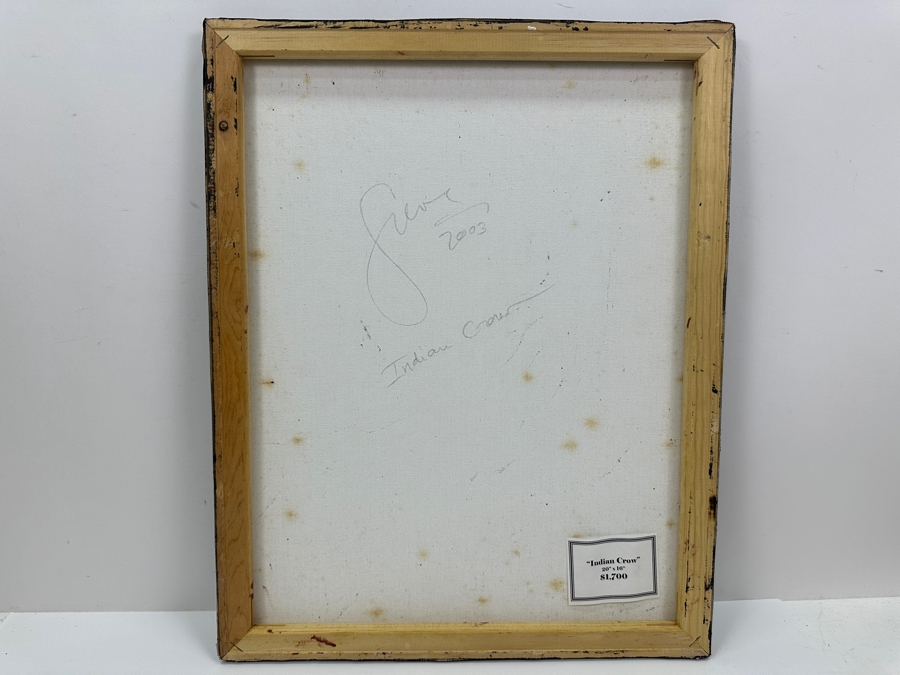 2003
Indian Crow
"Indian Crow"
20" x 16"
$1,700